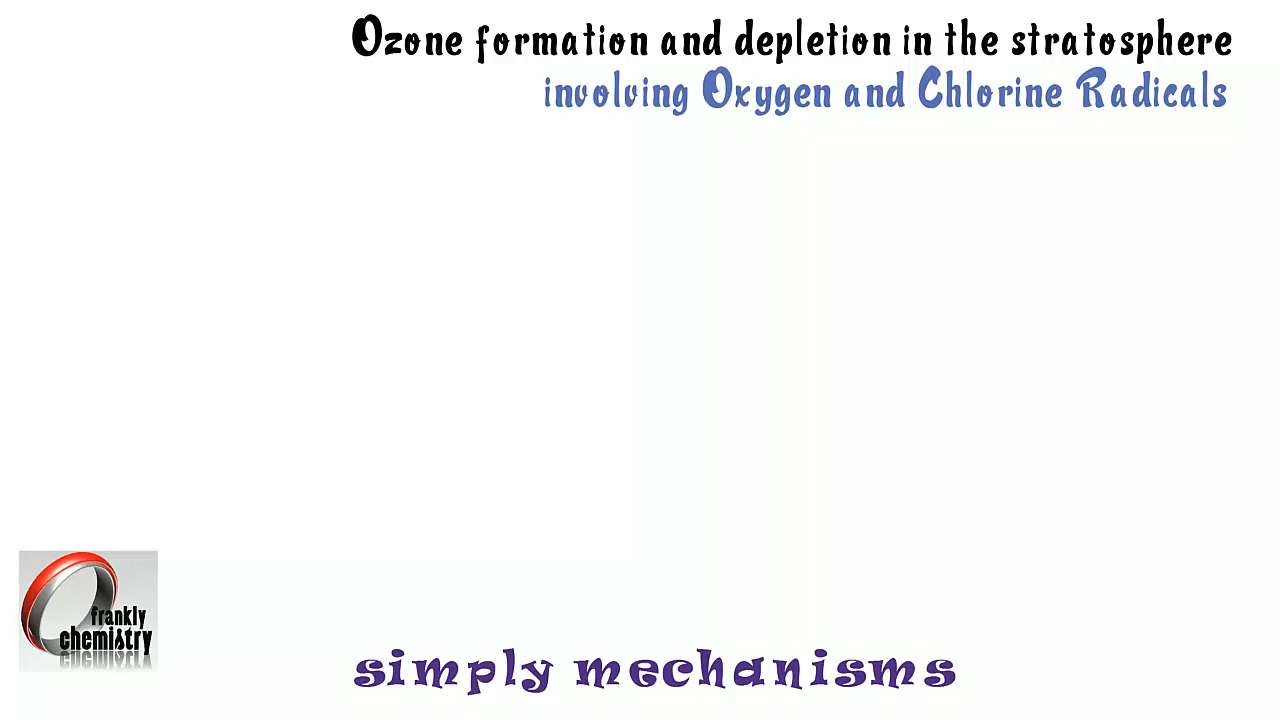 Ozone formation and depletion in the stratosphere
involving Oxygen and Chlorine Radicals
frankly
chemistry
simply mechanisms